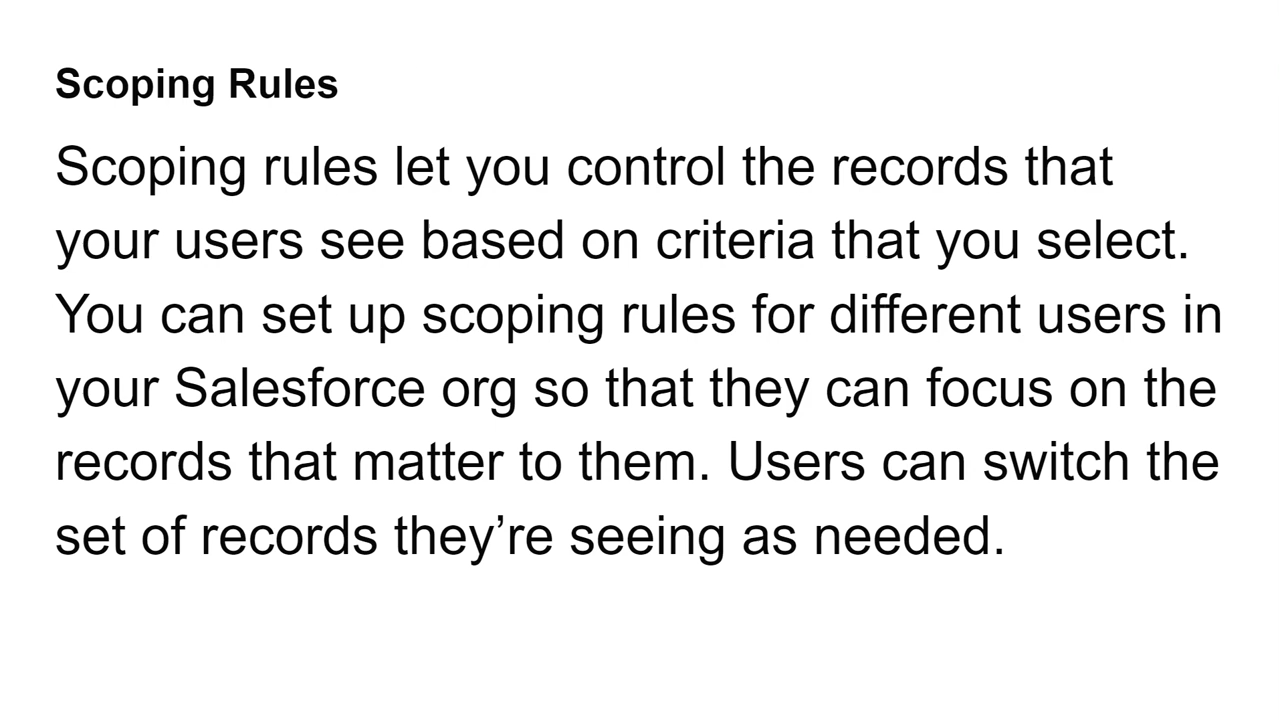 Scoping Rules
Scoping rules let you control the records that
your users see based on criteria that you select.
You can set up scoping rules for different users in
your Salesforce org so that they can focus on the
records that matter to them. Users can switch the
set of records they’re seeing as needed.